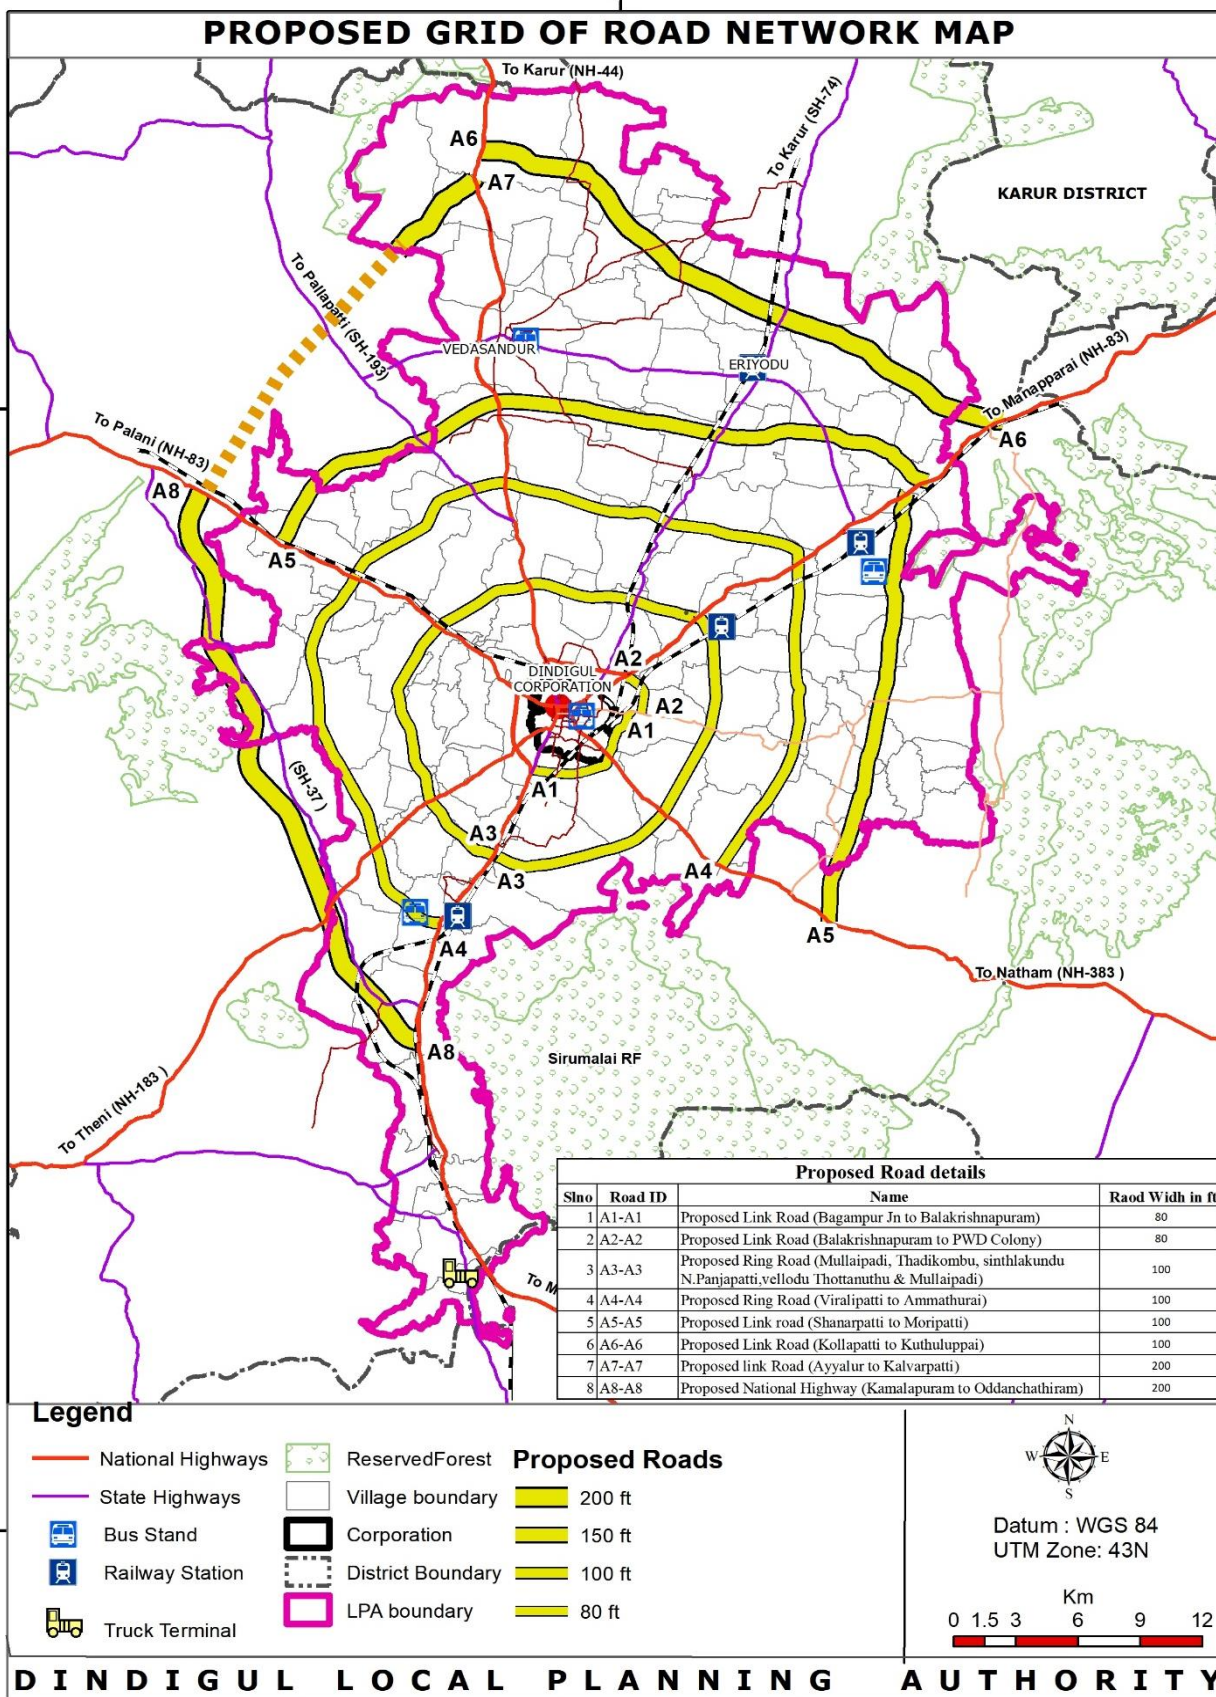 PROPOSED GRID OF ROAD NETWORK MAP
To Karur (NH-44)
To Karur (SH-74)
A6
A7
KARUR DISTRICT
To Pallapatti (SH-193)
VEDASANDUR
ERIYODU
To Manapparai (NH-83)
A6
To Palani (NH-83)
A8
A5
DINDIGUL
CORPORATION
A2
A2
A1
A1
(SH-37 )
A3
A3
A4
A4
A5
To Natham (NH-383 )
A8
Sirumalai RF
To Theni (NH-183 )
To M
Proposed Road details
Slno Road ID Name Raod Widh in ft
1 A1-A1 Proposed Link Road (Bagampur Jn to Balakrishnapuram) 80
2 A2-A2 Proposed Link Road (Balakrishnapuram to PWD Colony) 80
3 A3-A3 Proposed Ring Road (Mullaipadi, Thadikombu, sinthlakundu
N.Panjapatti,vellodu Thottanuthu & Mullaipadi) 100
4 A4-A4 Proposed Ring Road (Viralipatti to Ammathurai) 100
5 A5-A5 Proposed Link road (Shanarpatti to Moripatti) 100
6 A6-A6 Proposed Link Road (Kollapatti to Kuthuluppai) 100
7 A7-A7 Proposed link Road (Ayyalur to Kalvarpatti) 200
8 A8-A8 Proposed National Highway (Kamalapuram to Oddanchathiram) 200
Legend
National Highways
State Highways
Bus Stand
Railway Station
Truck Terminal
ReservedForest
Village boundary
Corporation
District Boundary
LPA boundary
Proposed Roads
200 ft
150 ft
100 ft
80 ft
N
W E
S
Datum : WGS 84
UTM Zone: 43N
Km
0 1.5 3 6 9 12
DINDIGUL LOCAL PLANNING AUTHORITY